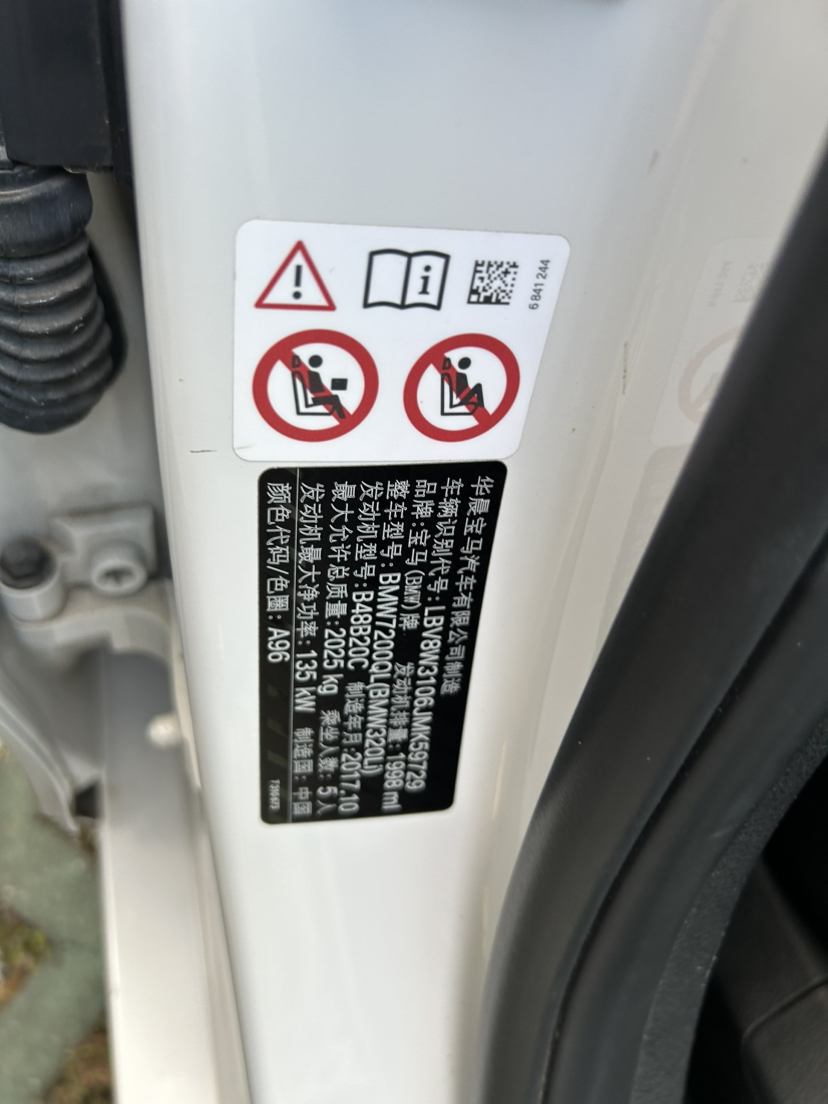 6 841 244
华晨宝马汽车有限公司制造
车辆识别代号: LBV8W3106JMK59729
品牌: 宝马(BMW)牌 发动机排量: 1998 ml
整车型号: BMW7200QL(BMW320Li)
发动机型号: B48B20C 制造年月: 2017.10
最大允许总质量: 2025 kg 乘坐人数: 5人
发动机最大净功率: 135 kW 制造国: 中国
颜色代码/色圈: A96